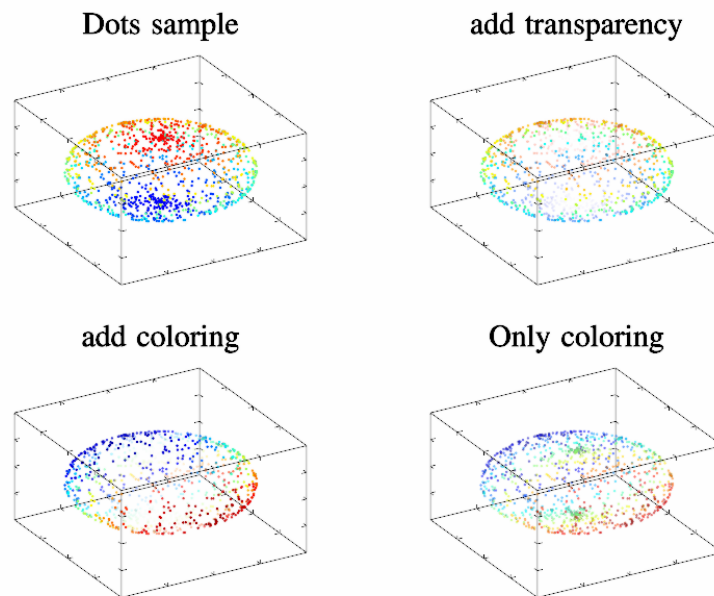 Dots sample
add transparency
add coloring
Only coloring